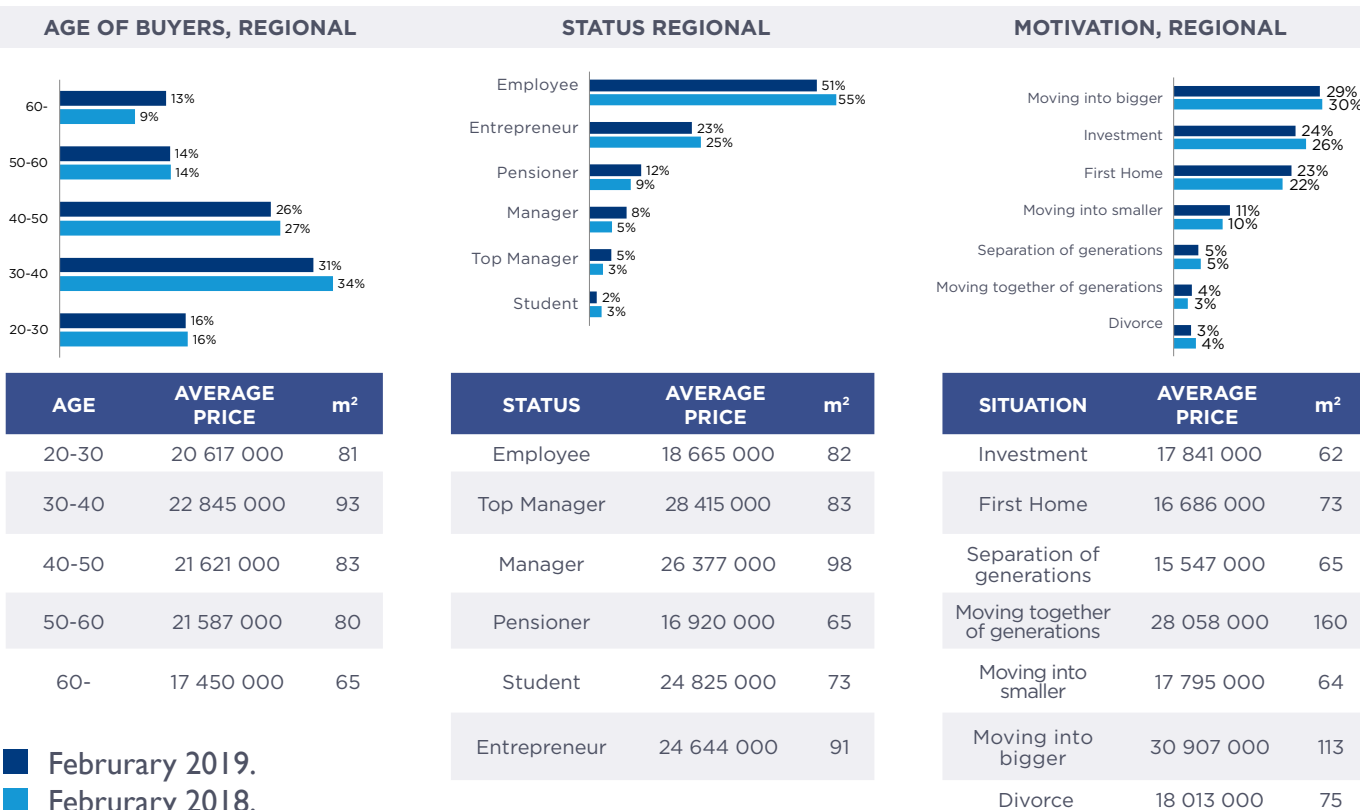 AGE OF BUYERS, REGIONAL
60-
13%
9%
50-60
14%
14%
40-50
26%
27%
30-40
31%
34%
20-30
16%
16%
AGE AVERAGE PRICE m²
20-30 20 617 000 81
30-40 22 845 000 93
40-50 21 621 000 83
50-60 21 587 000 80
60- 17 450 000 65
Februrary 2019.
Februrary 2018.
STATUS REGIONAL
Employee
51%
55%
Entrepreneur
23%
25%
Pensioner
12%
9%
Manager
8%
5%
Top Manager
5%
3%
Student
2%
3%
STATUS AVERAGE PRICE m²
Employee 18 665 000 82
Top Manager 28 415 000 83
Manager 26 377 000 98
Pensioner 16 920 000 65
Student 24 825 000 73
Entrepreneur 24 644 000 91
MOTIVATION, REGIONAL
Moving into bigger
29%
30%
Investment
24%
26%
First Home
23%
22%
Moving into smaller
11%
10%
Separation of generations
5%
5%
Moving together of generations
4%
3%
Divorce
3%
4%
SITUATION AVERAGE PRICE m²
Investment 17 841 000 62
First Home 16 686 000 73
Separation of generations 15 547 000 65
Moving together of generations 28 058 000 160
Moving into smaller 17 795 000 64
Moving into bigger 30 907 000 113
Divorce 18 013 000 75